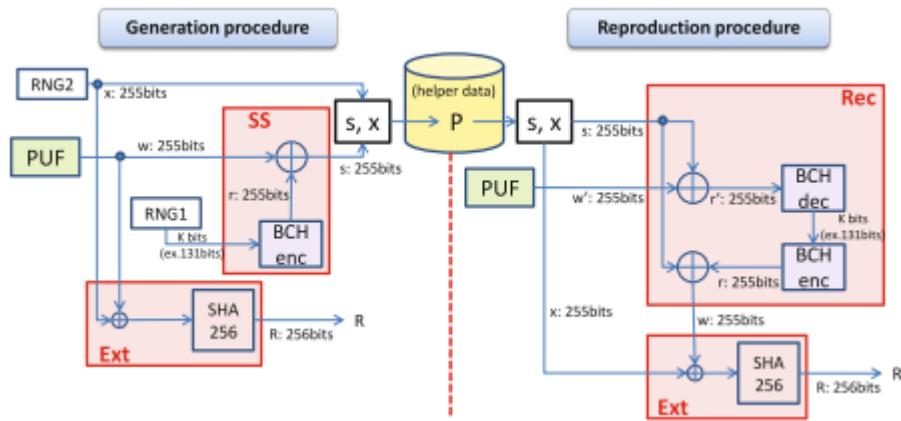 Generation procedure
RNG2
x: 255bits
SS
PUF
w: 255bits
s: 255bits
r: 255bits
RNG1
K bits
(ex.131bits)
BCH
enc
SHA
256
R: 256bits
R
Ext
s, x
(helper data)
P
s, x
Reproduction procedure
Rec
s: 255bits
PUF
w': 255bits
r': 255bits
BCH
dec
K bits
(ex.131bits)
BCH
enc
r: 255bits
x: 255bits
w: 255bits
SHA
256
R: 256bits
R
Ext